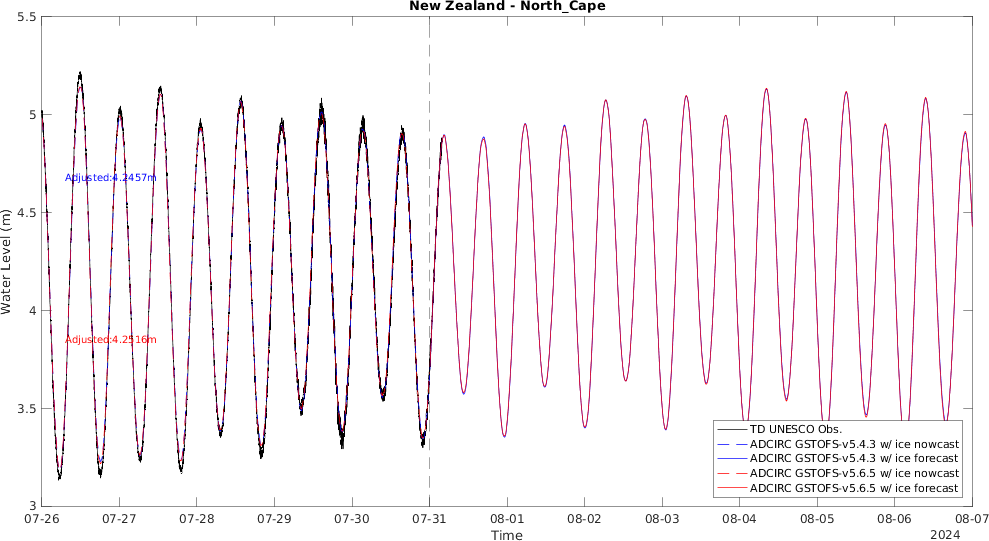 New Zealand - North_Cape
5.5
5
4.5
4
3.5
3
Water Level (m)
Adjusted:4.2457m
Adjusted:4.2516m
TD UNESCO Obs.
ADCIRC GSTOFS-v5.4.3 w/ ice nowcast
ADCIRC GSTOFS-v5.4.3 w/ ice forecast
ADCIRC GSTOFS-v5.6.5 w/ ice nowcast
ADCIRC GSTOFS-v5.6.5 w/ ice forecast
07-26 07-27 07-28 07-29 07-30 07-31 08-01 08-02 08-03 08-04 08-05 08-06 08-07
Time
2024